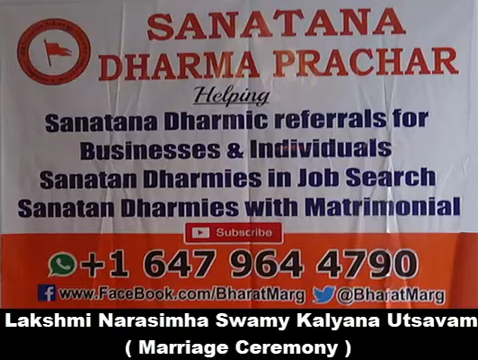 SANATANA
DHARMA PRACHAR
Helping
Sanatana Dharmic referrals for
Businesses & Individuals
Sanatan Dharmies in Job Search
Sanatan Dharmies with Matrimonial
Subscribe
+1 647 964 4790
www.FaceBook.com/BharatMarg @BharatMarg
Lakshmi Narasimha Swamy Kalyana Utsavam
( Marriage Ceremony )